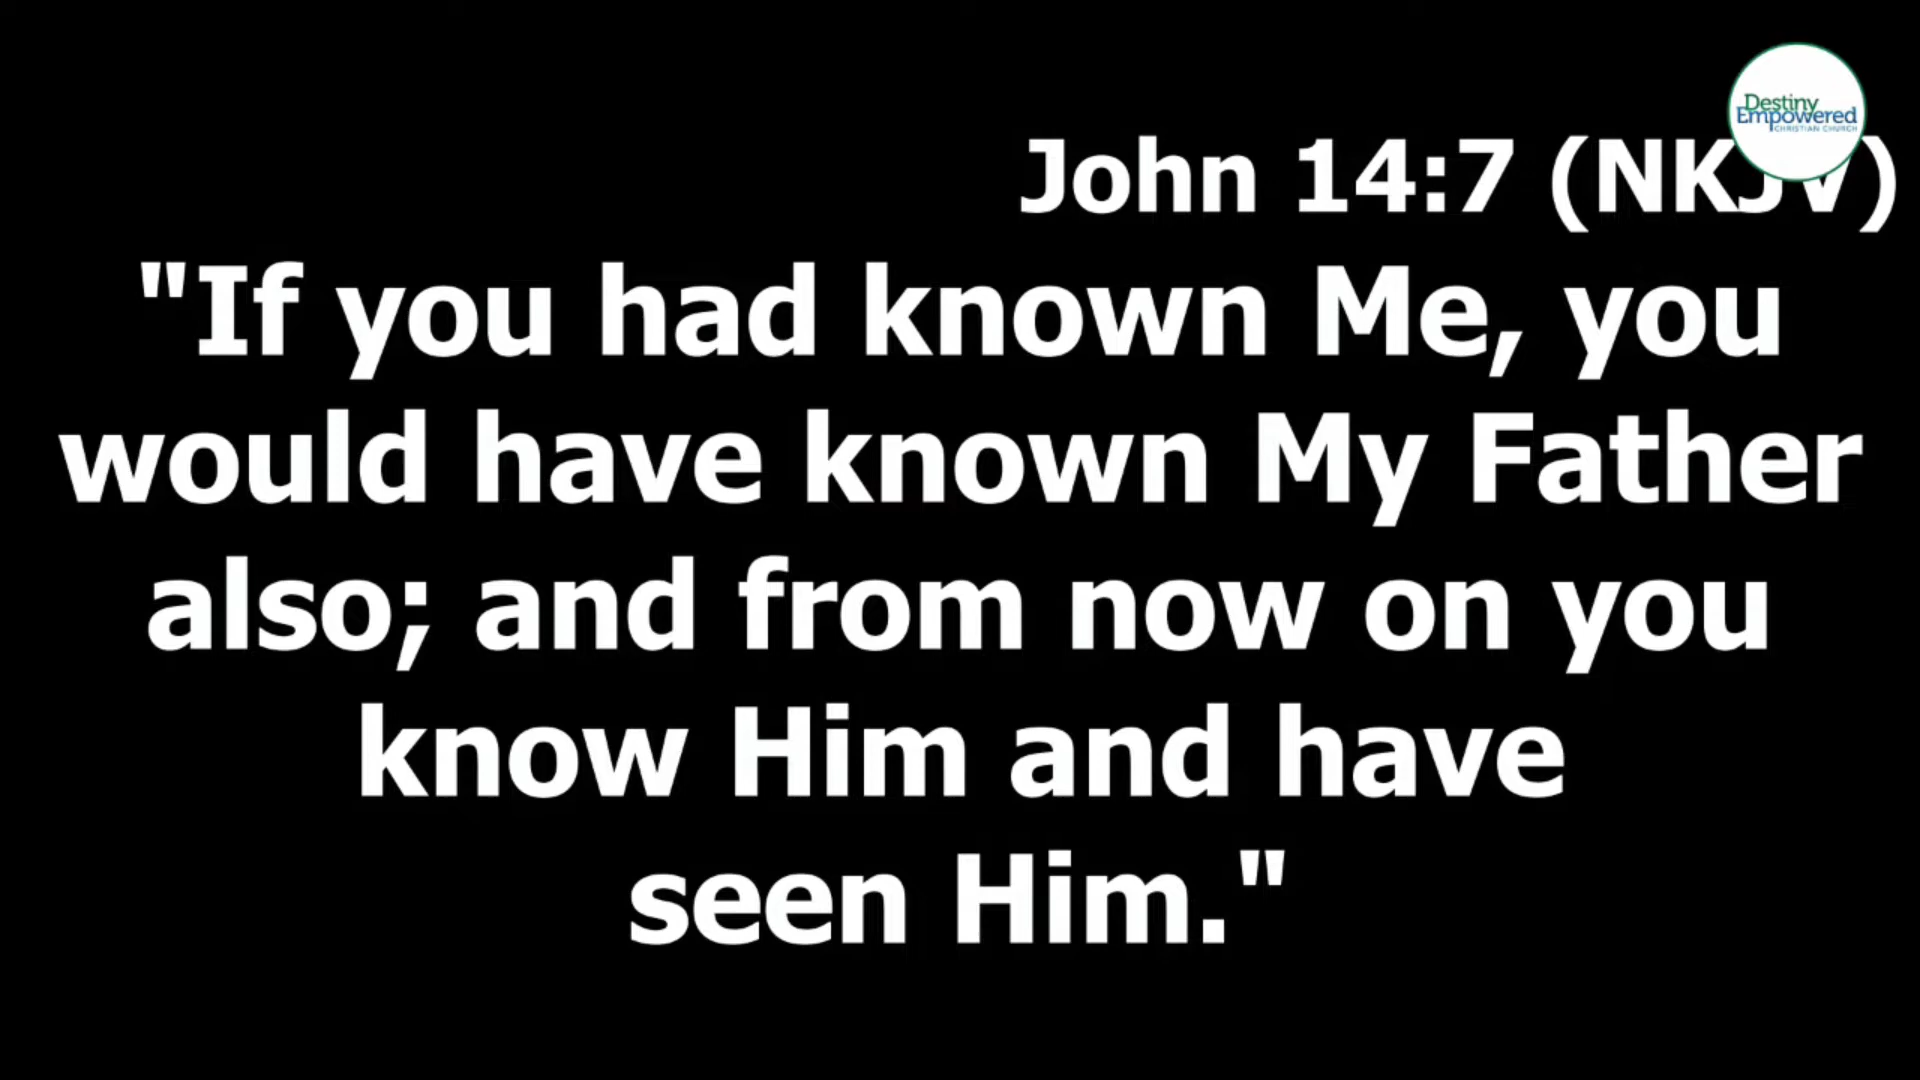 Destiny
Empowered
CHRISTIAN CHURCH
John 14:7 (NKJV)
"If you had known Me, you
would have known My Father
also; and from now on you
know Him and have
seen Him."